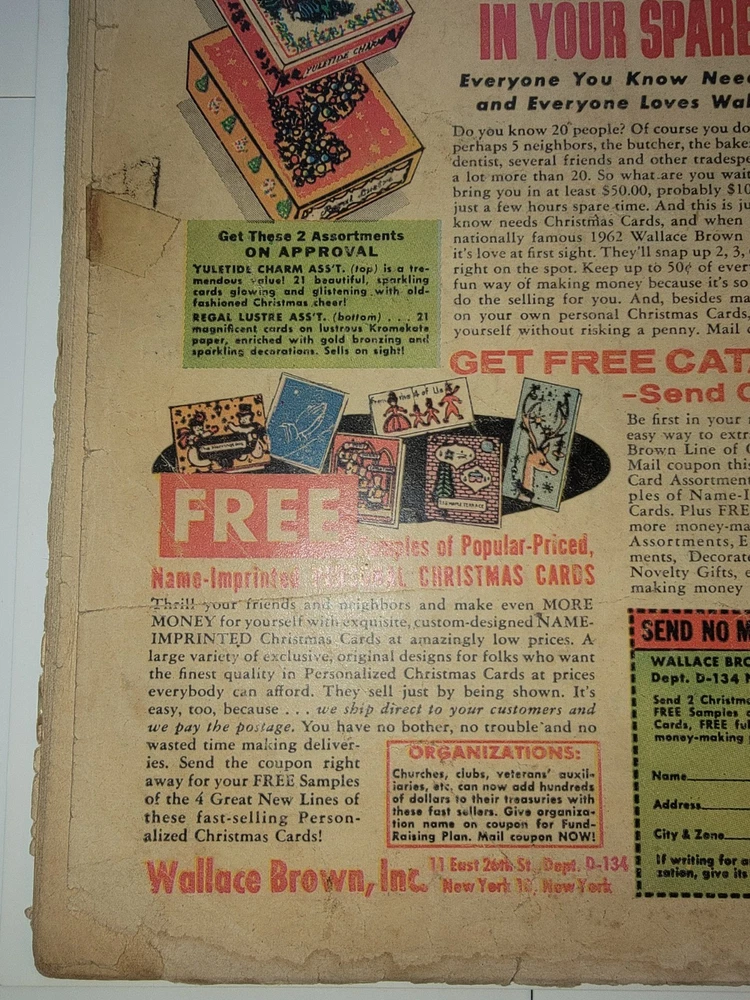 YULETIDE CHARM
Get These 2 Assortments
ON APPROVAL
YULETIDE CHARM ASS'T. (top) is a tre-
mendous value! 21 beautiful, sparkling
cards glowing and glistening with old-
fashioned Christmas cheer!
REGAL LUSTRE ASS'T. (bottom) . . . 21
magnificent cards on lustrous Kromekote
paper, enriched with gold bronzing and
sparkling decorations. Sells on sight!
IN YOUR SPARE
Everyone You Know Nee
and Everyone Loves Wal
Do you know 20 people? Of course you do
perhaps 5 neighbors, the butcher, the bake
dentist, several friends and other tradespe
a lot more than 20. So what are you wait
bring you in at least $50.00, probably $10
just a few hours spare time. And this is ju
know needs Christmas Cards, and when
nationally famous 1962 Wallace Brown
it's love at first sight. They'll snap up 2, 3,
right on the spot. Keep up to 50¢ of ever
fun way of making money because it's so
do the selling for you. And, besides ma
on your own personal Christmas Cards,
yourself without risking a penny. Mail c
GET FREE CATA
–Send C
Be first in your
easy way to extr
Brown Line of C
Mail coupon this
Card Assortment
ples of Name-I
Cards. Plus FRE
more money-ma
Assortments, E
ments, Decorat
Novelty Gifts, e
making money
From the 4 of Us
FREE
ples of Popular-Priced,
Name-Imprinted CHRISTMAS CARDS
Thrill your friends and neighbors and make even MORE
MONEY for yourself with exquisite, custom-designed NAME-
IMPRINTED Christmas Cards at amazingly low prices. A
large variety of exclusive, original designs for folks who want
the finest quality in Personalized Christmas Cards at prices
everybody can afford. They sell just by being shown. It's
easy, too, because . . . we ship direct to your customers and
we pay the postage. You have no bother, no trouble and no
wasted time making deliver-
ies. Send the coupon right
away for your FREE Samples
of the 4 Great New Lines of
these fast-selling Person-
alized Christmas Cards!
ORGANIZATIONS:
Churches, clubs, veterans' auxil-
iaries, etc. can now add hundreds
of dollars to their treasuries with
these fast sellers. Give organiza-
tion name on coupon for Fund-
Raising Plan. Mail coupon NOW!
Wallace Brown, Inc.
11 East 26th St., Dept. D-134
New York 10, New York
SEND NO M
WALLACE BRO
Dept. D-134 N
Send 2 Christma
FREE Samples o
Cards, FREE ful
money-making
Name
Address
City & Zone
If writing for a
zation, give its